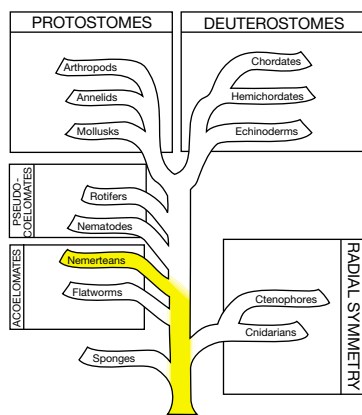 PROTOSTOMES
DEUTEROSTOMES
Arthropods
Chordates
Annelids
Hemichordates
Mollusks
Echinoderms
PSEUDO-
COELOMATES
Rotifers
Nematodes
ACOELOMATES
Nemerteans
Flatworms
RADIAL SYMMETRY
Ctenophores
Cnidarians
Sponges